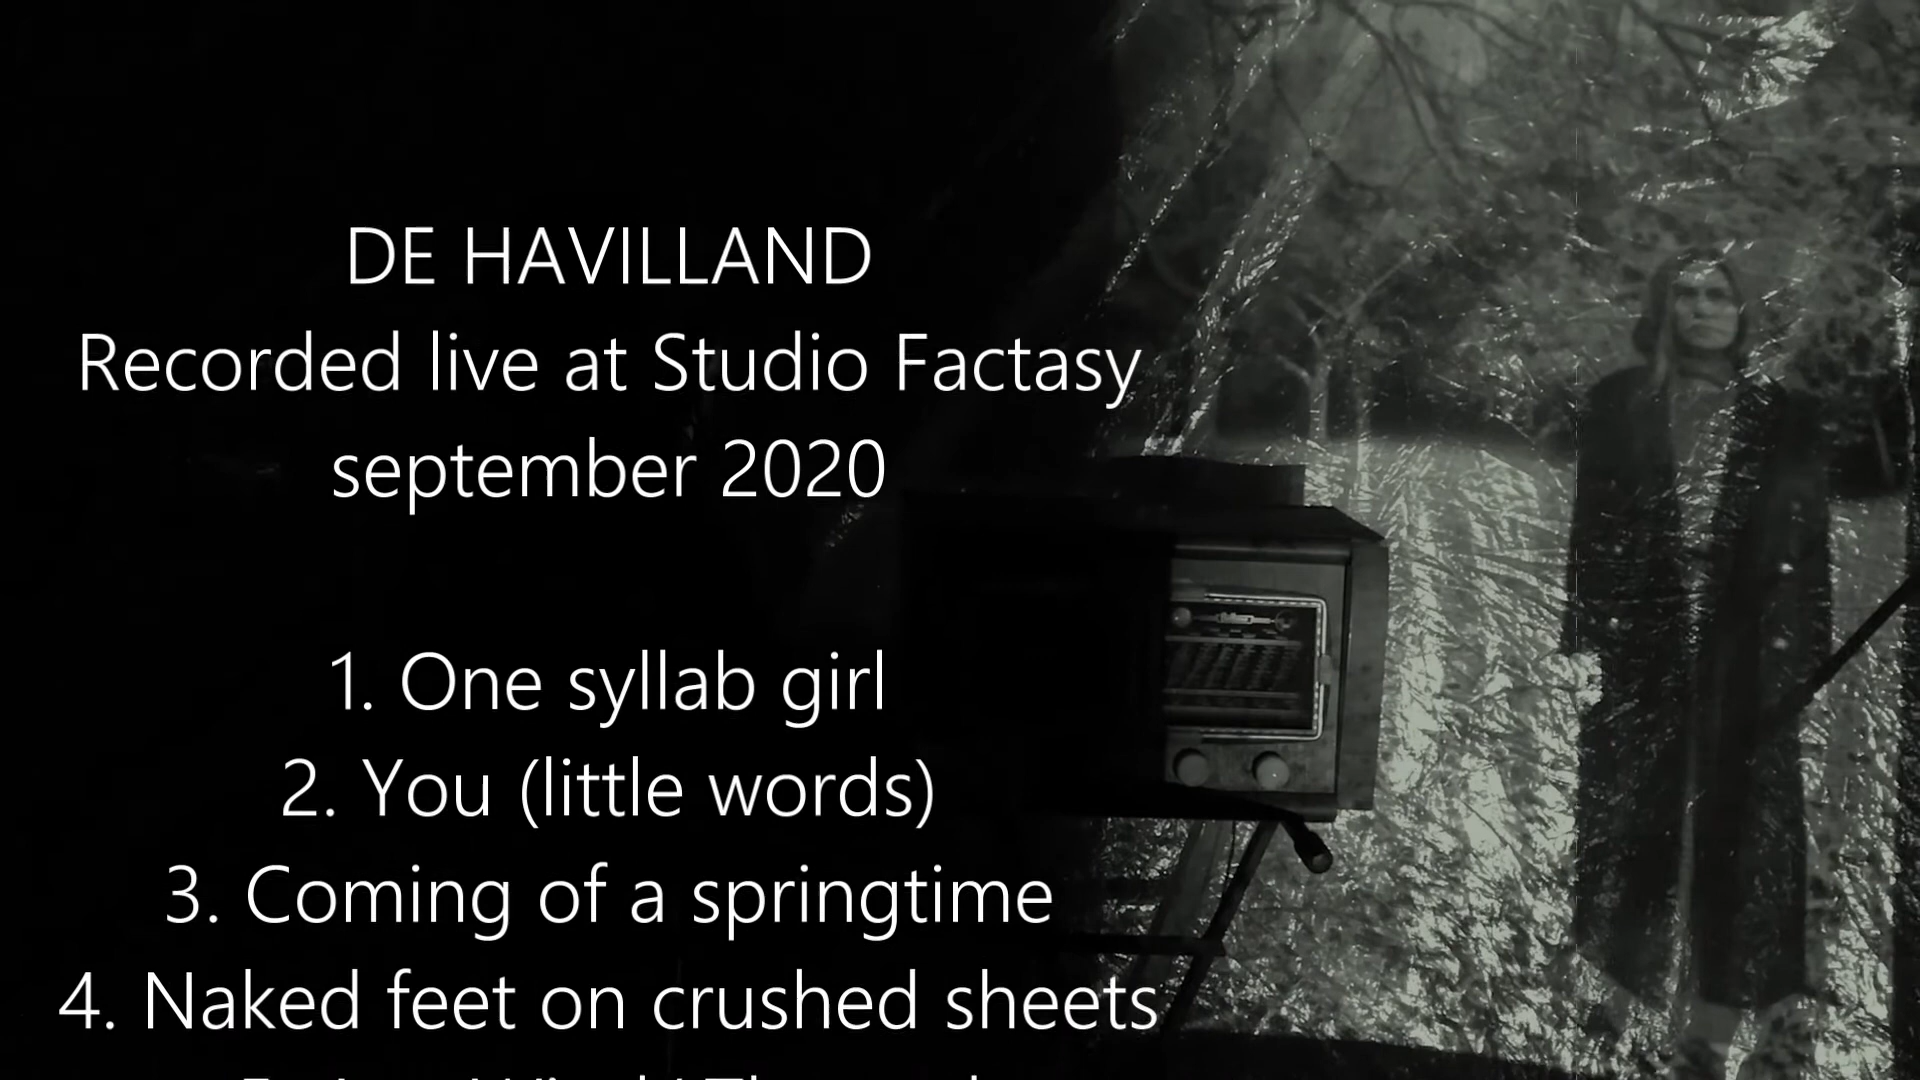 DE HAVILLAND
Recorded live at Studio Factasy
september 2020
1. One syllab girl
2. You (little words)
3. Coming of a springtime
4. Naked feet on crushed sheets